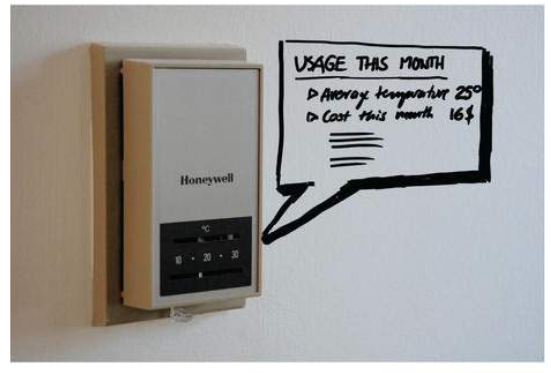 USAGE THIS MONTH
Average temperature 25°
Cost this month 16$
Honeywell
°C
10 • 20 • 30